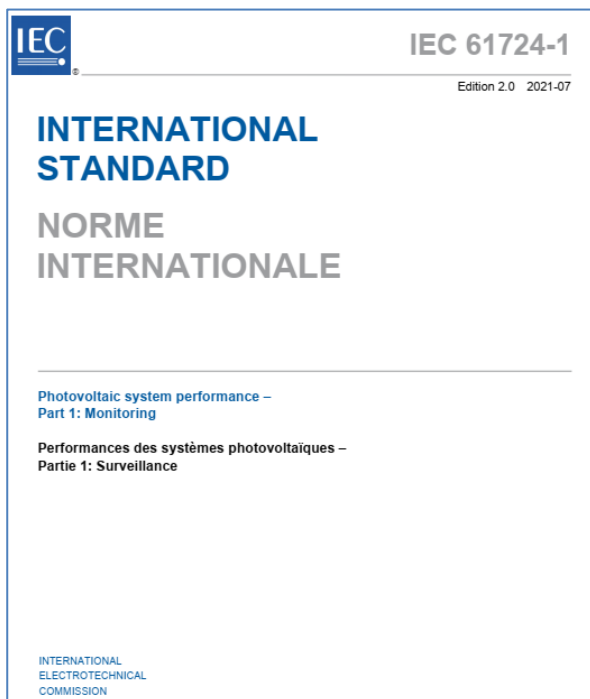 IEC
®
IEC 61724-1
Edition 2.0 2021-07
INTERNATIONAL
STANDARD
NORME
INTERNATIONALE
Photovoltaic system performance –
Part 1: Monitoring
Performances des systèmes photovoltaïques –
Partie 1: Surveillance
INTERNATIONAL
ELECTROTECHNICAL
COMMISSION